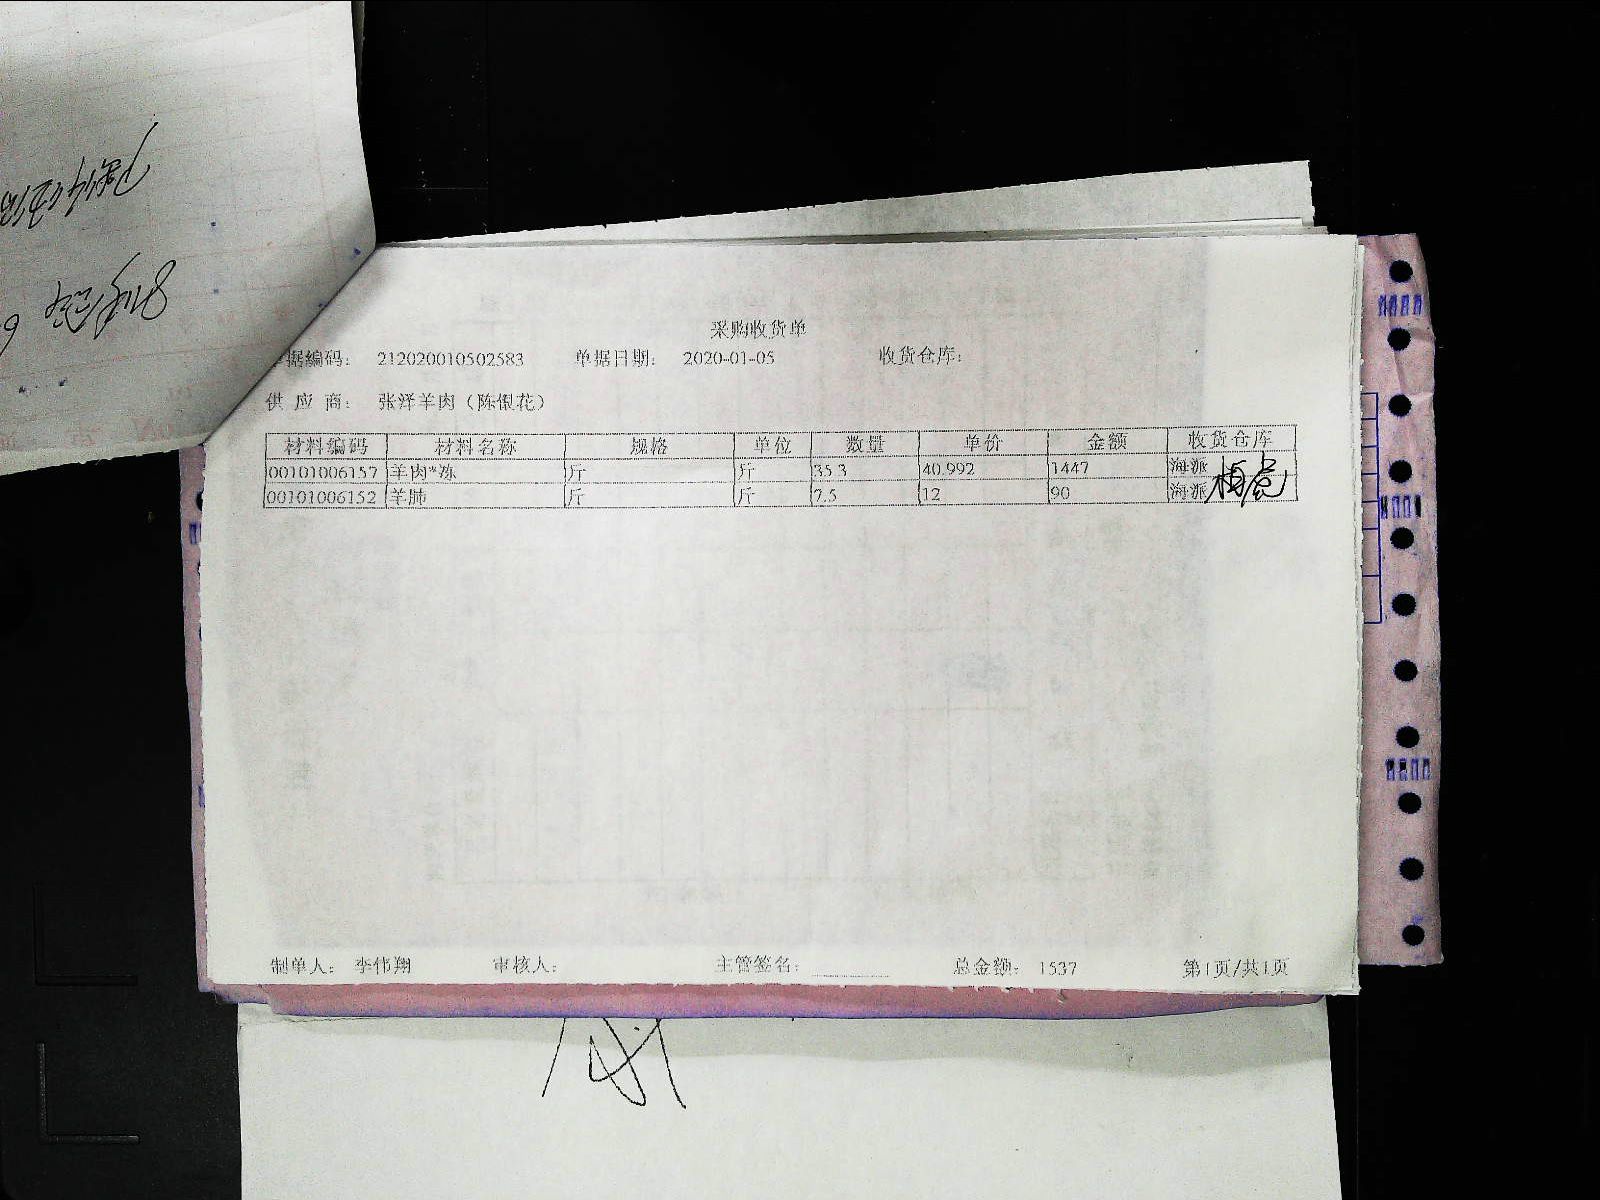 采购收货单
单据编码： 212020010502583 单据日期： 2020-01-05 收货仓库：
供 应 商： 张泽羊肉（陈银花）
材料编码 材料名称 规格 单位 数量 单价 金额 收货仓库
00101006157 羊肉*冻 斤 斤 35.3 40.992 1447 海派
00101006152 羊肺 斤 斤 7.5 12 90 海派
制单人： 李伟翔 审核人： 主管签名： 总金额： 1537 第1页/共1页